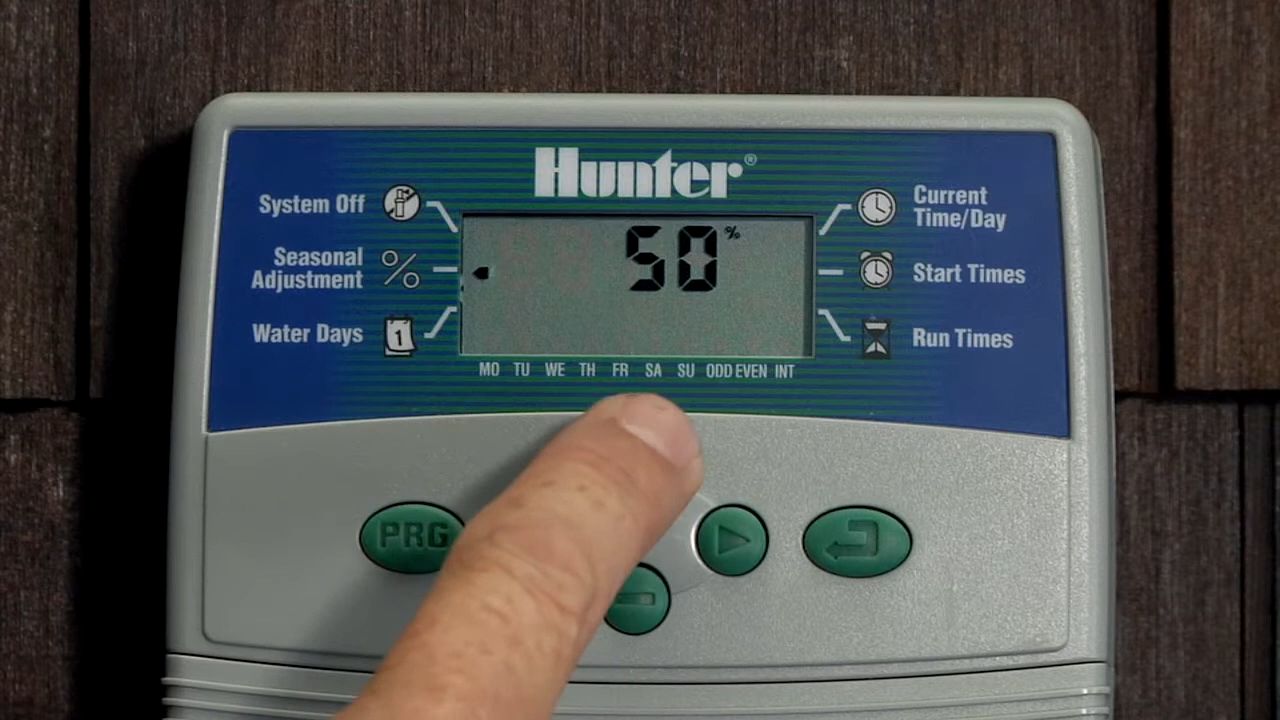 Hunter®
System Off
Seasonal
Adjustment
%
Water Days
1
50%
Current
Time/Day
Start Times
Run Times
MO TU WE TH FR SA SU ODD EVEN INT
PRG